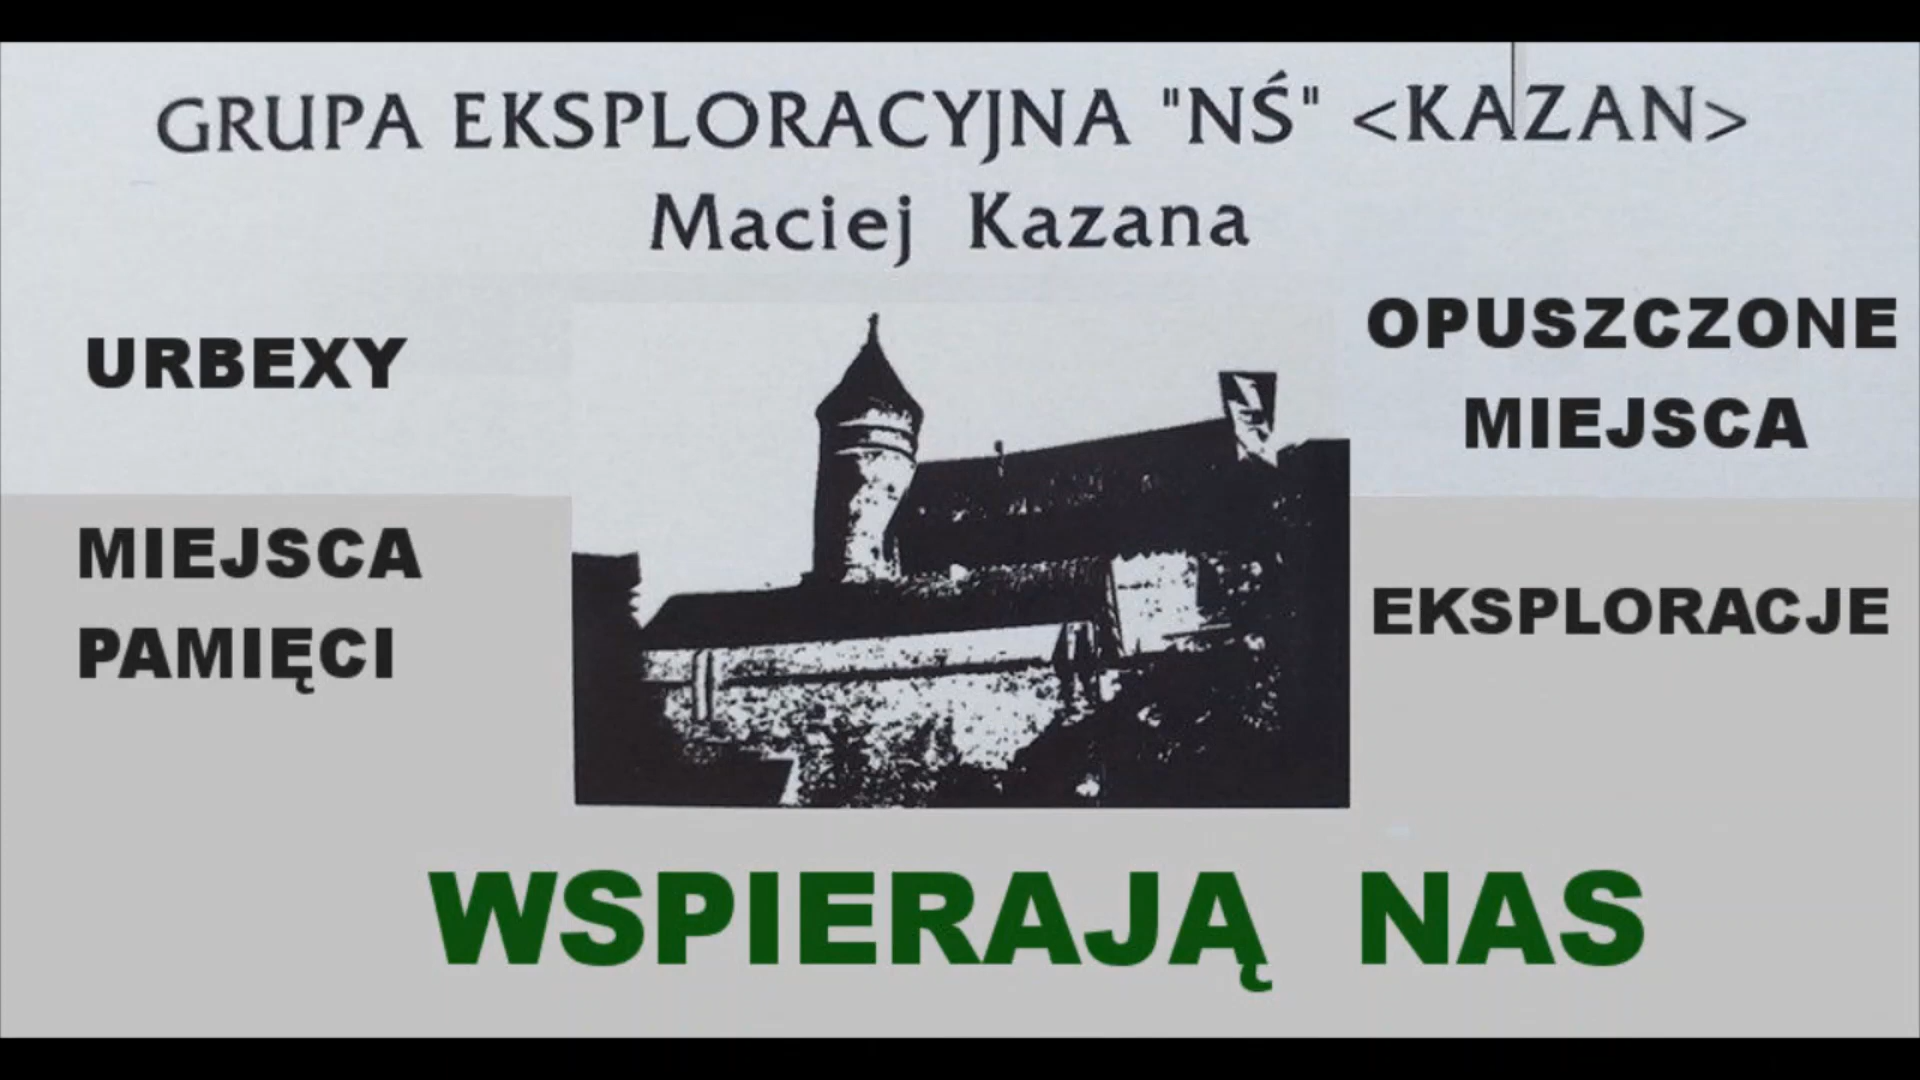 GRUPA EKSPLORACYJNA "NŚ" <KAZAN>
Maciej Kazana
URBEXY
OPUSZCZONE
MIEJSCA
MIEJSCA
PAMIĘCI
EKSPLORACJE
WSPIERAJĄ NAS